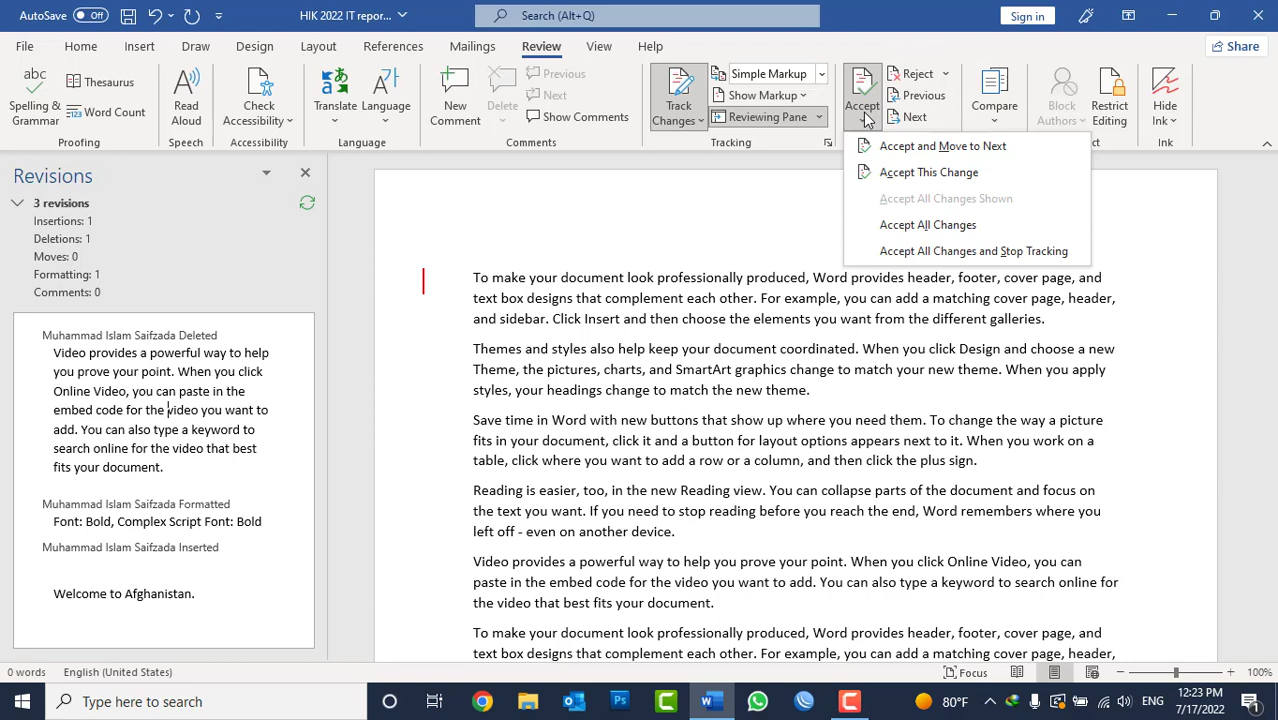 AutoSave Off
HIK 2022 IT repor...
Search (Alt+Q)
Sign in
File Home Insert Draw Design Layout References Mailings Review View Help
Share
Spelling & Grammar
Thesaurus
Word Count
Proofing
Read Aloud
Speech
Check Accessibility
Accessibility
Translate
Language
Language
New Comment
Delete
Previous
Next
Show Comments
Comments
Track Changes
Simple Markup
Show Markup
Reviewing Pane
Tracking
Accept
Reject
Previous
Next
Compare
Block Authors
Restrict Editing
ct
Hide Ink
Ink
Accept and Move to Next
Accept This Change
Accept All Changes Shown
Accept All Changes
Accept All Changes and Stop Tracking
Revisions
3 revisions
Insertions: 1
Deletions: 1
Moves: 0
Formatting: 1
Comments: 0
Muhammad Islam Saifzada Deleted
Video provides a powerful way to help
you prove your point. When you click
Online Video, you can paste in the
embed code for the video you want to
add. You can also type a keyword to
search online for the video that best
fits your document.
Muhammad Islam Saifzada Formatted
Font: Bold, Complex Script Font: Bold
Muhammad Islam Saifzada Inserted
Welcome to Afghanistan.
To make your document look professionally produced, Word provides header, footer, cover page, and
text box designs that complement each other. For example, you can add a matching cover page, header,
and sidebar. Click Insert and then choose the elements you want from the different galleries.
Themes and styles also help keep your document coordinated. When you click Design and choose a new
Theme, the pictures, charts, and SmartArt graphics change to match your new theme. When you apply
styles, your headings change to match the new theme.
Save time in Word with new buttons that show up where you need them. To change the way a picture
fits in your document, click it and a button for layout options appears next to it. When you work on a
table, click where you want to add a row or a column, and then click the plus sign.
Reading is easier, too, in the new Reading view. You can collapse parts of the document and focus on
the text you want. If you need to stop reading before you reach the end, Word remembers where you
left off - even on another device.
Video provides a powerful way to help you prove your point. When you click Online Video, you can
paste in the embed code for the video you want to add. You can also type a keyword to search online for
the video that best fits your document.
To make your document look professionally produced, Word provides header, footer, cover page, and
text box designs that complement each other. For example, you can add a matching cover page, header,
0 words English (United States)
Focus
100%
Type here to search
80°F
ENG
12:23 PM
7/17/2022
1